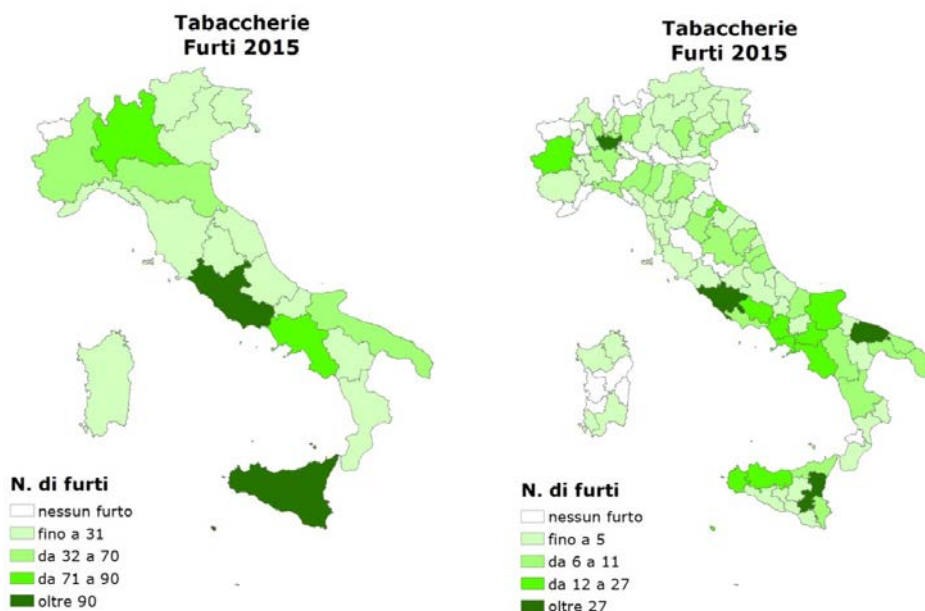 Tabaccherie
Furti 2015
N. di furti
nessun furto
fino a 31
da 32 a 70
da 71 a 90
oltre 90
Tabaccherie
Furti 2015
N. di furti
nessun furto
fino a 5
da 6 a 11
da 12 a 27
oltre 27